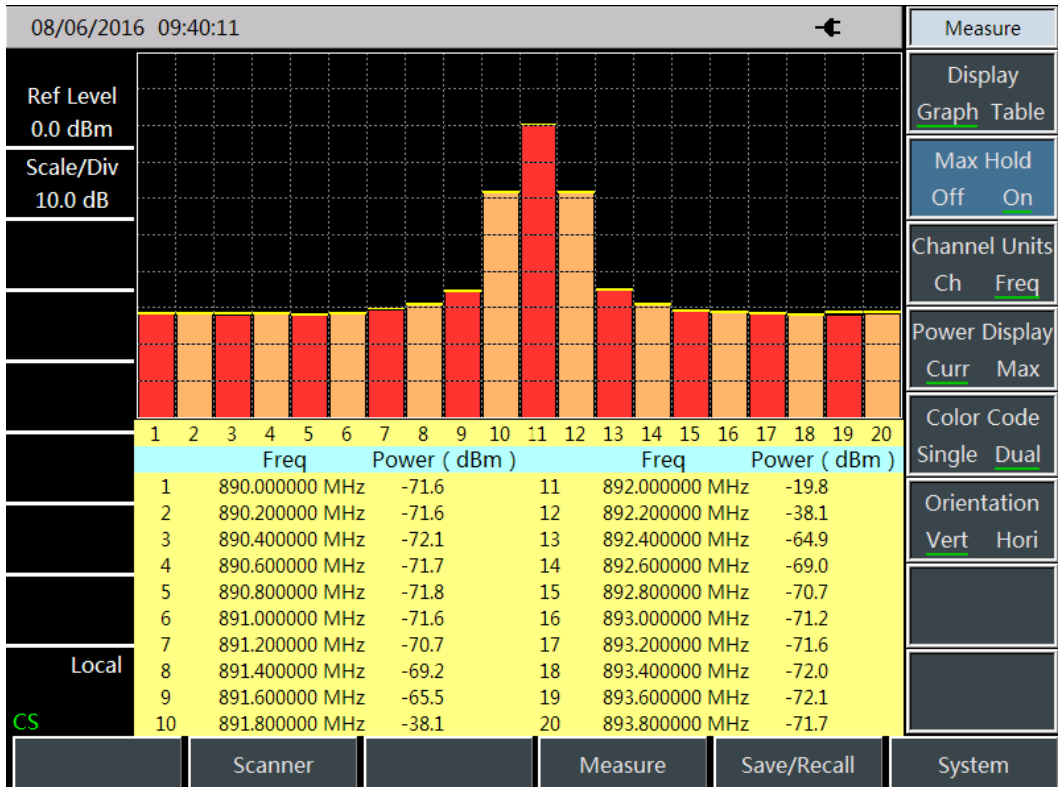 08/06/2016 09:40:11
Ref Level
0.0 dBm
Scale/Div
10.0 dB
1 2 3 4 5 6 7 8 9 10 11 12 13 14 15 16 17 18 19 20
Freq Power ( dBm ) Freq Power ( dBm )
1 890.000000 MHz -71.6 11 892.000000 MHz -19.8
2 890.200000 MHz -71.6 12 892.200000 MHz -38.1
3 890.400000 MHz -72.1 13 892.400000 MHz -64.9
4 890.600000 MHz -71.7 14 892.600000 MHz -69.0
5 890.800000 MHz -71.8 15 892.800000 MHz -70.7
6 891.000000 MHz -71.6 16 893.000000 MHz -71.2
7 891.200000 MHz -70.7 17 893.200000 MHz -71.6
8 891.400000 MHz -69.2 18 893.400000 MHz -72.0
9 891.600000 MHz -65.5 19 893.600000 MHz -72.1
10 891.800000 MHz -38.1 20 893.800000 MHz -71.7
Local
CS
Measure
Display
Graph Table
Max Hold
Off On
Channel Units
Ch Freq
Power Display
Curr Max
Color Code
Single Dual
Orientation
Vert Hori
Scanner Measure Save/Recall System